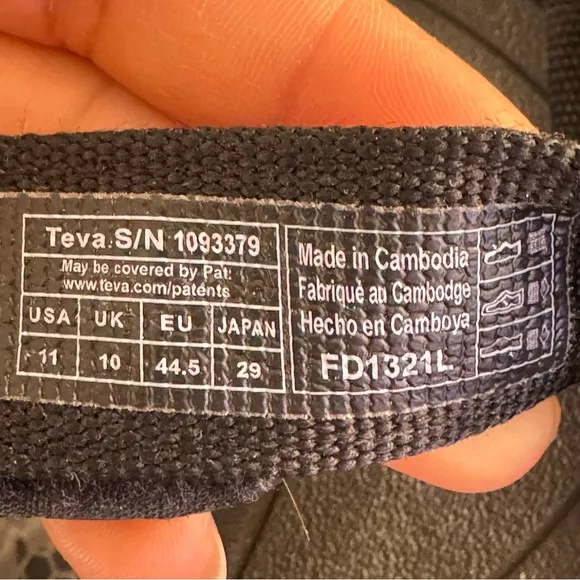 Teva S/N 1093379
May be covered by Pat:
www.teva.com/patents
USA UK EU JAPAN
11 10 44.5 29
Made in Cambodia
Fabriqué au Cambodge
Hecho en Camboya
FD1321L